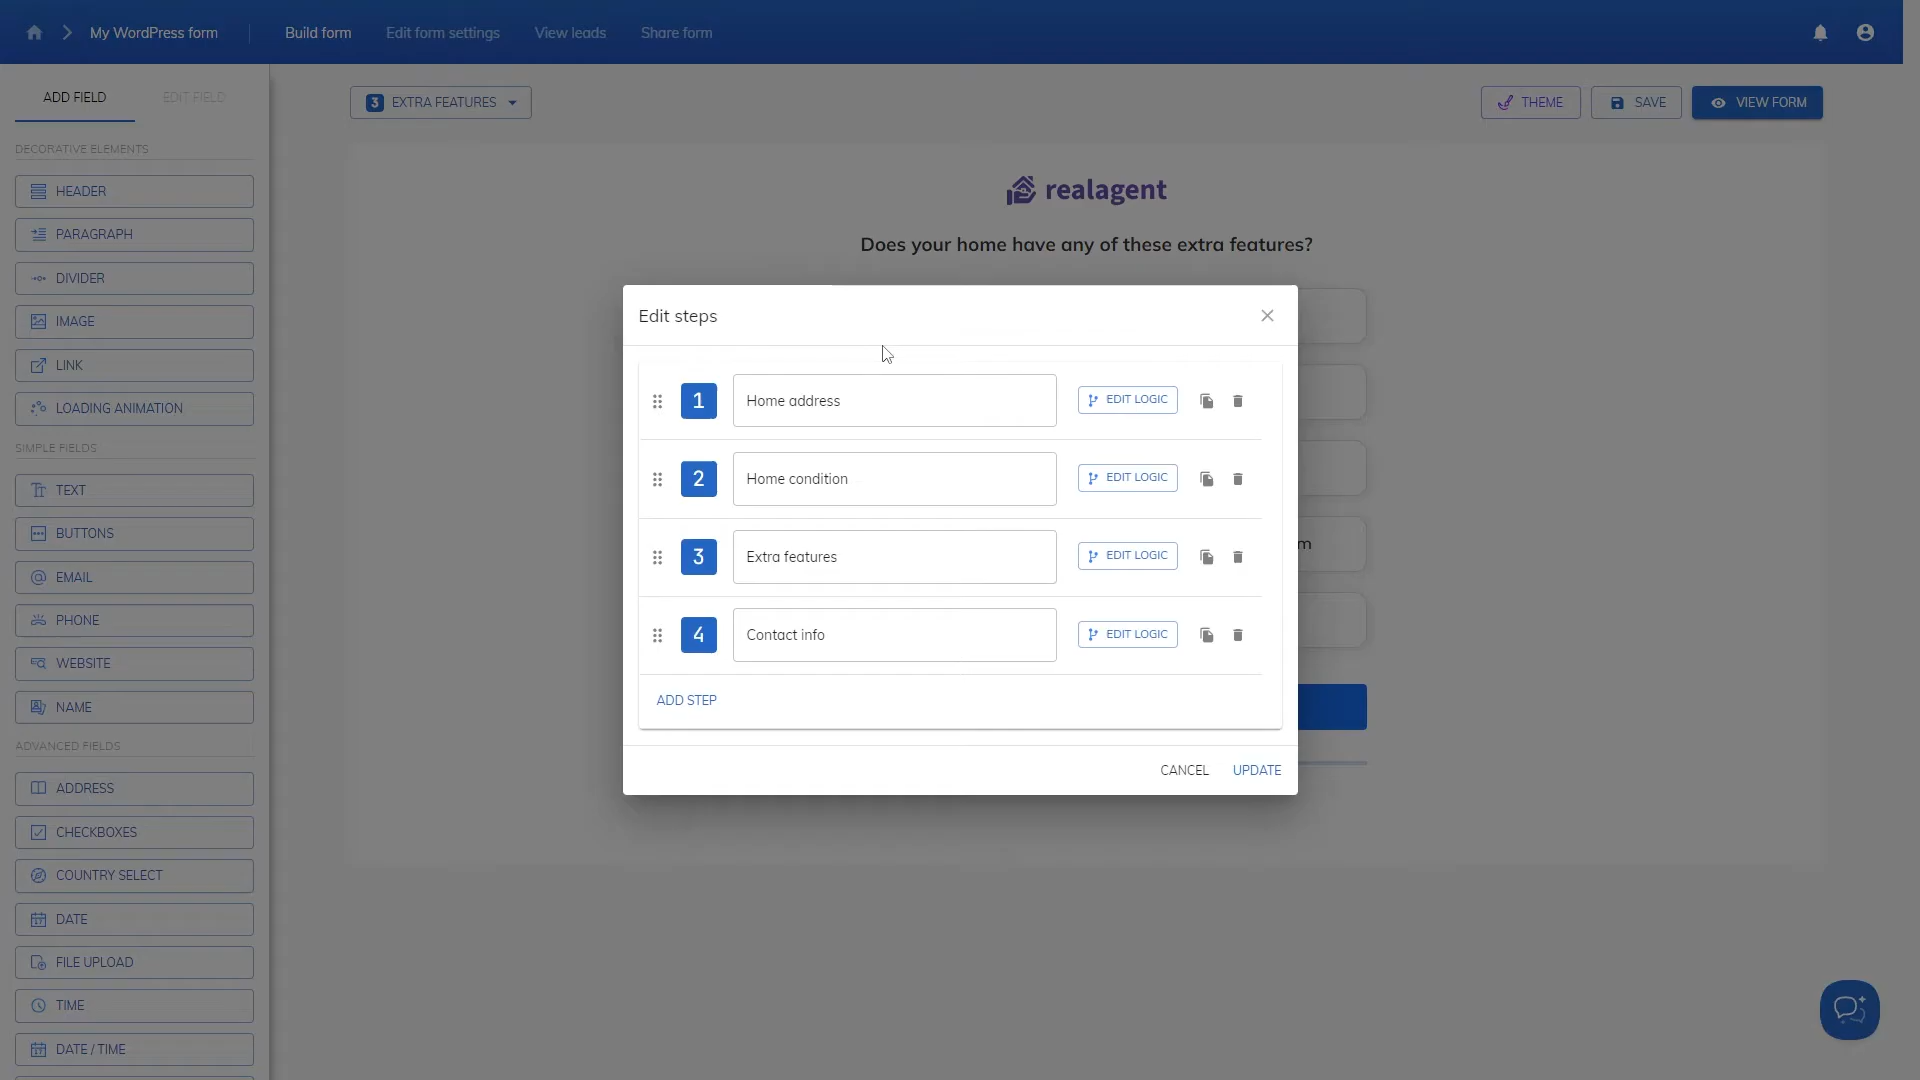 My WordPress form
Build form
Edit form settings
View leads
Share form
ADD FIELD
EDIT FIELD
3 EXTRA FEATURES
THEME
SAVE
VIEW FORM
DECORATIVE ELEMENTS
HEADER
PARAGRAPH
DIVIDER
IMAGE
LINK
LOADING ANIMATION
SIMPLE FIELDS
TEXT
BUTTONS
EMAIL
PHONE
WEBSITE
NAME
ADVANCED FIELDS
ADDRESS
CHECKBOXES
COUNTRY SELECT
DATE
FILE UPLOAD
TIME
DATE / TIME
realagent
Does your home have any of these extra features?
m
Edit steps
1 Home address EDIT LOGIC
2 Home condition EDIT LOGIC
3 Extra features EDIT LOGIC
4 Contact info EDIT LOGIC
ADD STEP
CANCEL UPDATE